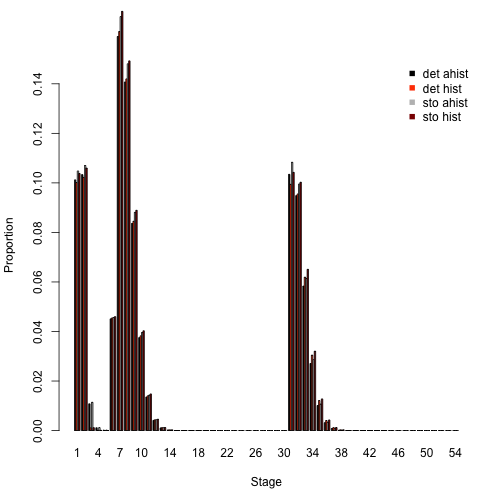 det ahist
det hist
sto ahist
sto hist
Proportion
0.14
0.12
0.10
0.08
0.06
0.04
0.02
0.00
1 4 7 10 14 18 22 26 30 34 38 42 46 50 54
Stage